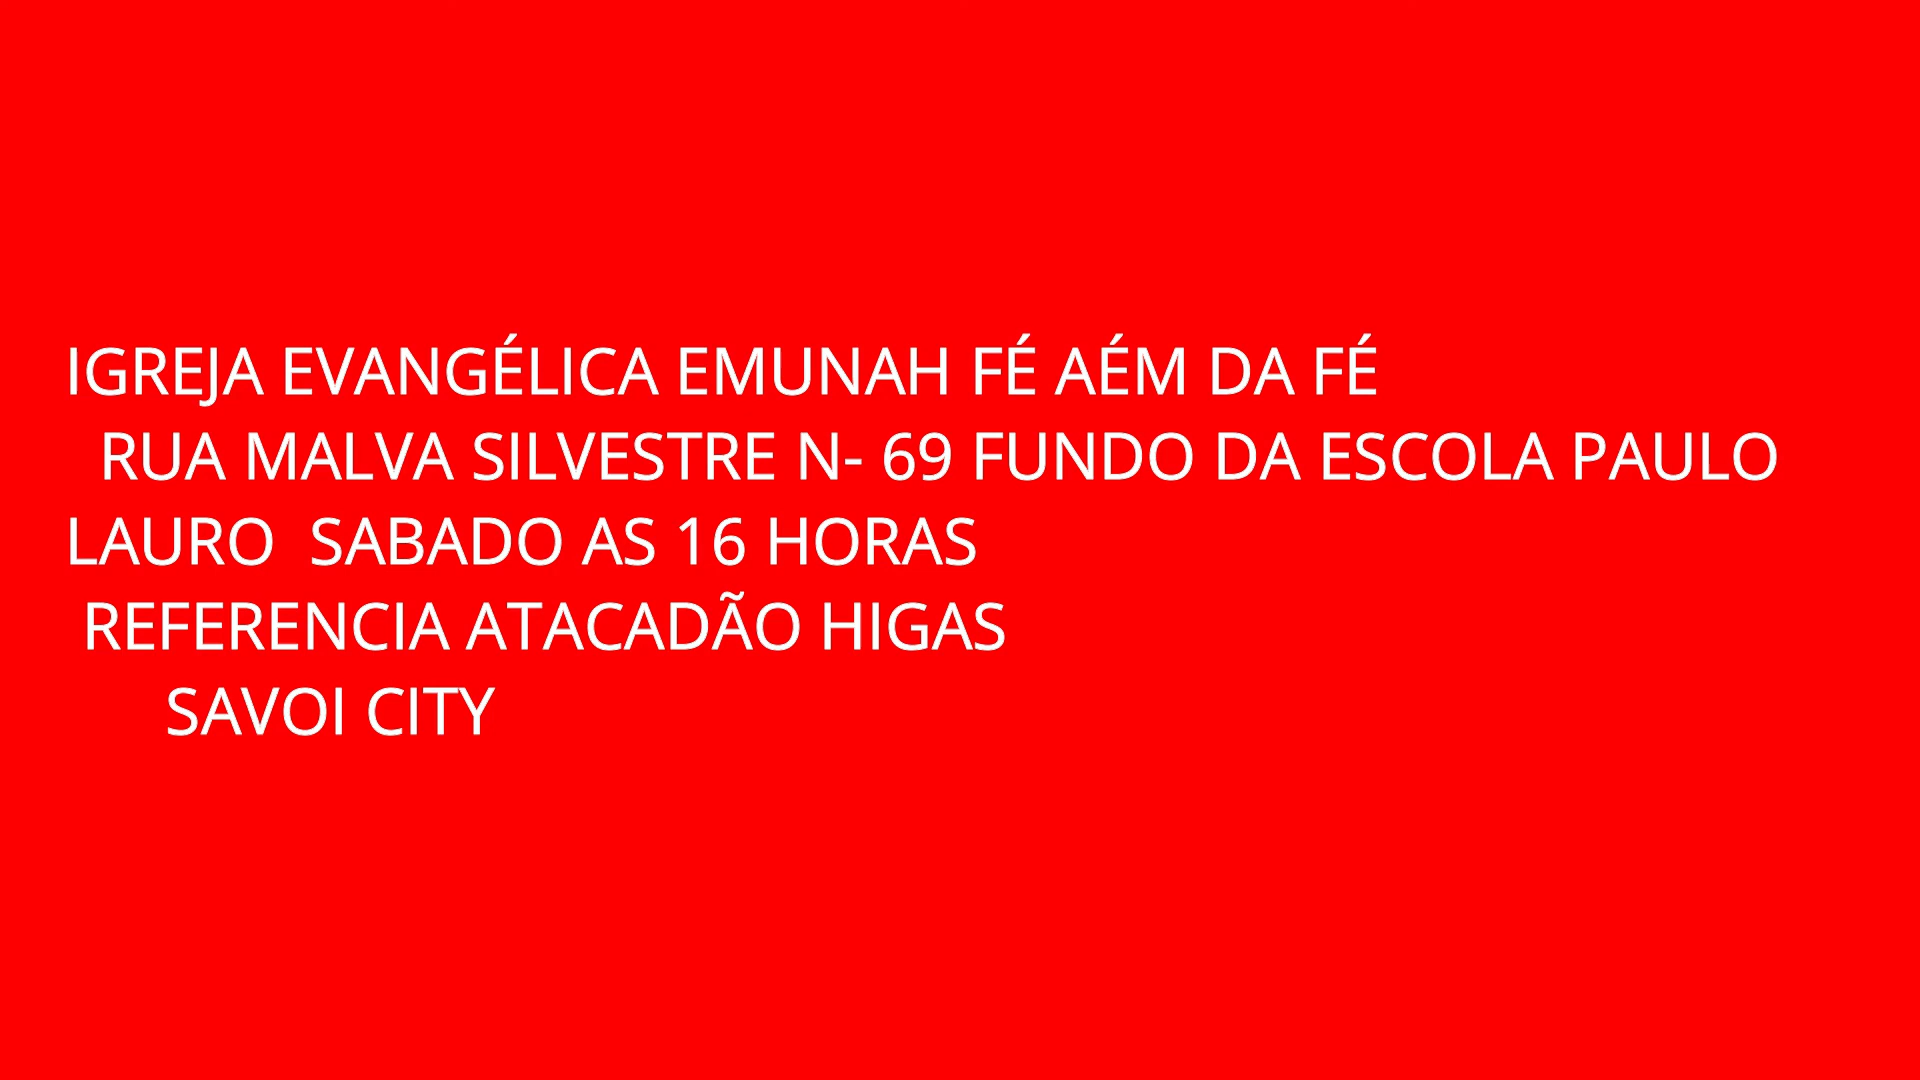 IGREJA EVANGÉLICA EMUNAH FÉ AÉM DA FÉ
RUA MALVA SILVESTRE N- 69 FUNDO DA ESCOLA PAULO
LAURO  SABADO AS 16 HORAS
REFERENCIA ATACADÃO HIGAS
SAVOI CITY